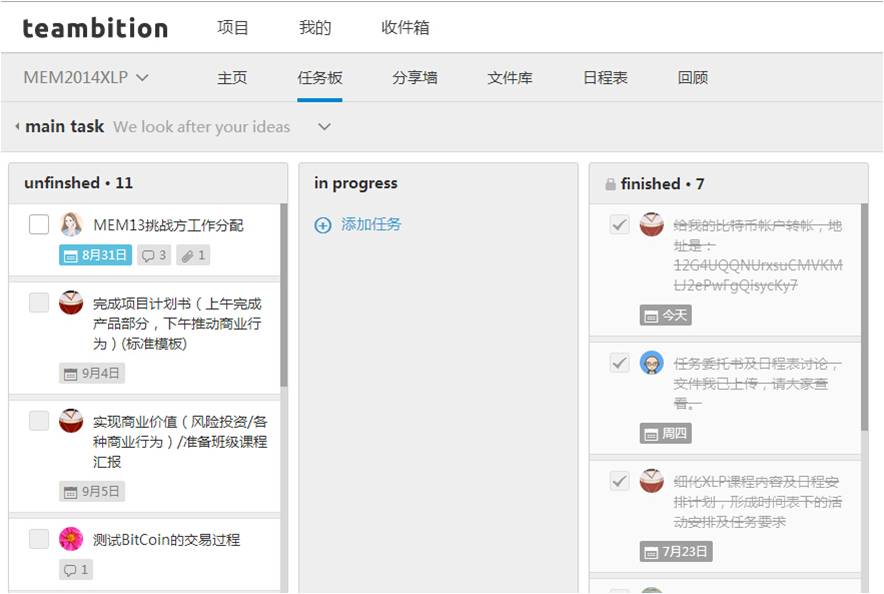 teambition 项目 我的 收件箱
MEM2014XLP 主页 任务板 分享墙 文件库 日程表 回顾
main task We look after your ideas
unfinshed • 11
MEM13挑战方工作分配
8月31日 3 1
完成项目计划书（上午完成
产品部分，下午推动商业行
为）(标准模板)
9月4日
实现商业价值（风险投资/各
种商业行为）/准备班级课程
汇报
9月5日
测试BitCoin的交易过程
1
in progress
添加任务
finished • 7
给我的比特币帐户转帐，地
址是：
12G4UQQNUrxsuCMVKM
LJ2ePwFgQisycKy7
今天
任务委托书及日程表讨论，
文件我已上传，请大家查
看。
周四
细化XLP课程内容及日程安
排计划，形成时间表下的活
动安排及任务要求
7月23日